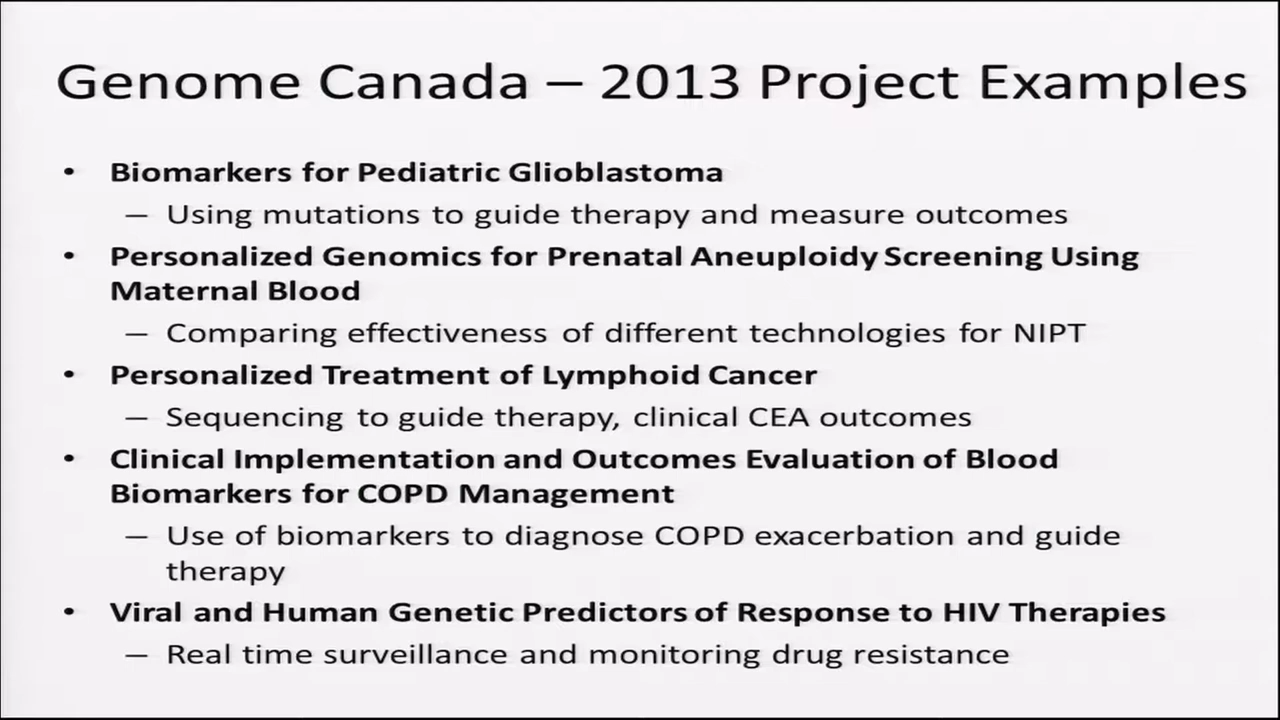 Genome Canada – 2013 Project Examples
• Biomarkers for Pediatric Glioblastoma
– Using mutations to guide therapy and measure outcomes
• Personalized Genomics for Prenatal Aneuploidy Screening Using
Maternal Blood
– Comparing effectiveness of different technologies for NIPT
• Personalized Treatment of Lymphoid Cancer
– Sequencing to guide therapy, clinical CEA outcomes
• Clinical Implementation and Outcomes Evaluation of Blood
Biomarkers for COPD Management
– Use of biomarkers to diagnose COPD exacerbation and guide
therapy
• Viral and Human Genetic Predictors of Response to HIV Therapies
– Real time surveillance and monitoring drug resistance